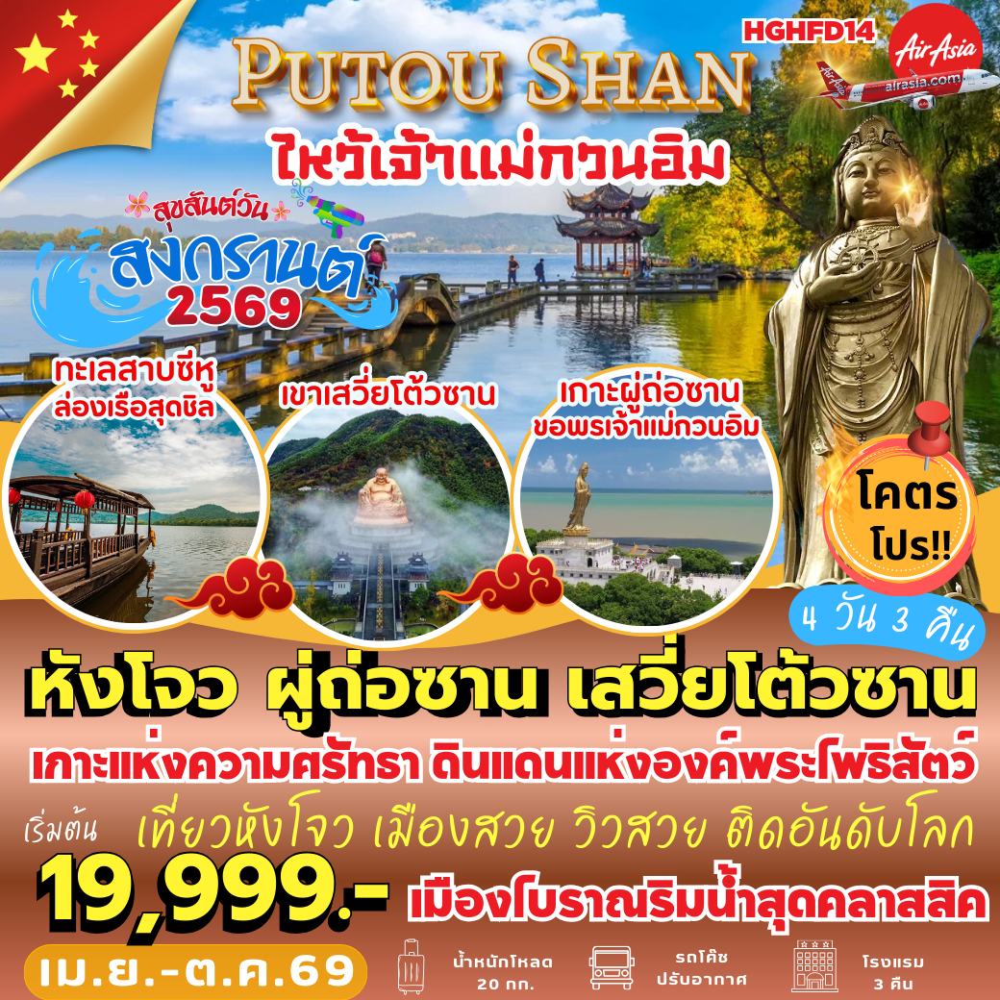 HGHFD14
AirAsia
AirAsia
airasia.com
AirAsia
PUTOU SHAN
ไหว้เจ้าแม่กวนอิม
สุขสันต์วัน
สงกรานต์
2569
ทะเลสาบซีหู
ล่องเรือสุดชิล
เขาเสวี่ยโต้วซาน
เกาะผู่ถ่อซาน
ขอพรเจ้าแม่กวนอิม
โคตร
โปร!!
4 วัน 3 คืน
หังโจว ผู่ถ่อซาน เสวี่ยโต้วซาน
เกาะแห่งความศรัทธา ดินแดนแห่งองค์พระโพธิสัตว์
เริ่มต้น
เที่ยวหังโจว เมืองสวย วิวสวย ติดอันดับโลก
19,999.-
เมืองโบราณริมน้ำสุดคลาสสิค
เม.ย.-ต.ค.69
น้ำหนักโหลด
20 กก.
รถโค๊ช
ปรับอากาศ
โรงแรม
3 คืน